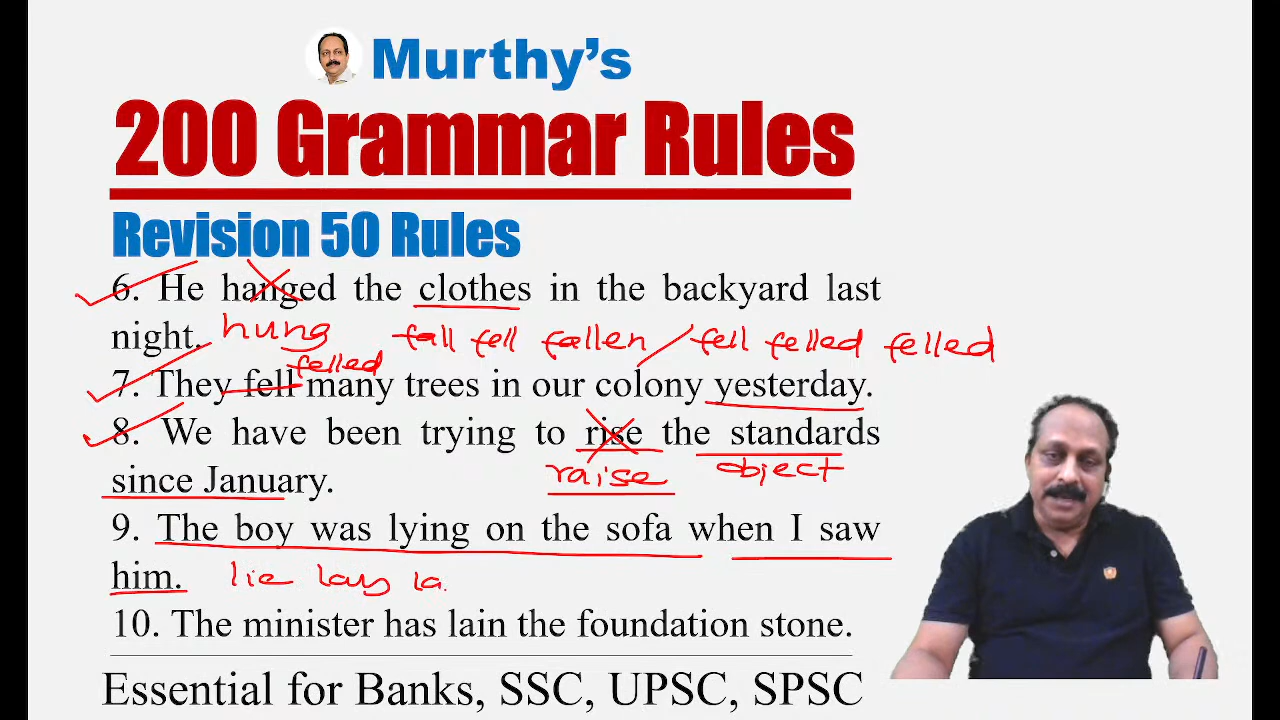 Murthy's
200 Grammar Rules
Revision 50 Rules
6. He hanged the clothes in the backyard last
night. hung fall fell fallen / fell felled felled
felled
7. They fell many trees in our colony yesterday.
8. We have been trying to rise the standards
since January. raise object
9. The boy was lying on the sofa when I saw
him. lie lay la
10. The minister has lain the foundation stone.
Essential for Banks, SSC, UPSC, SPSC